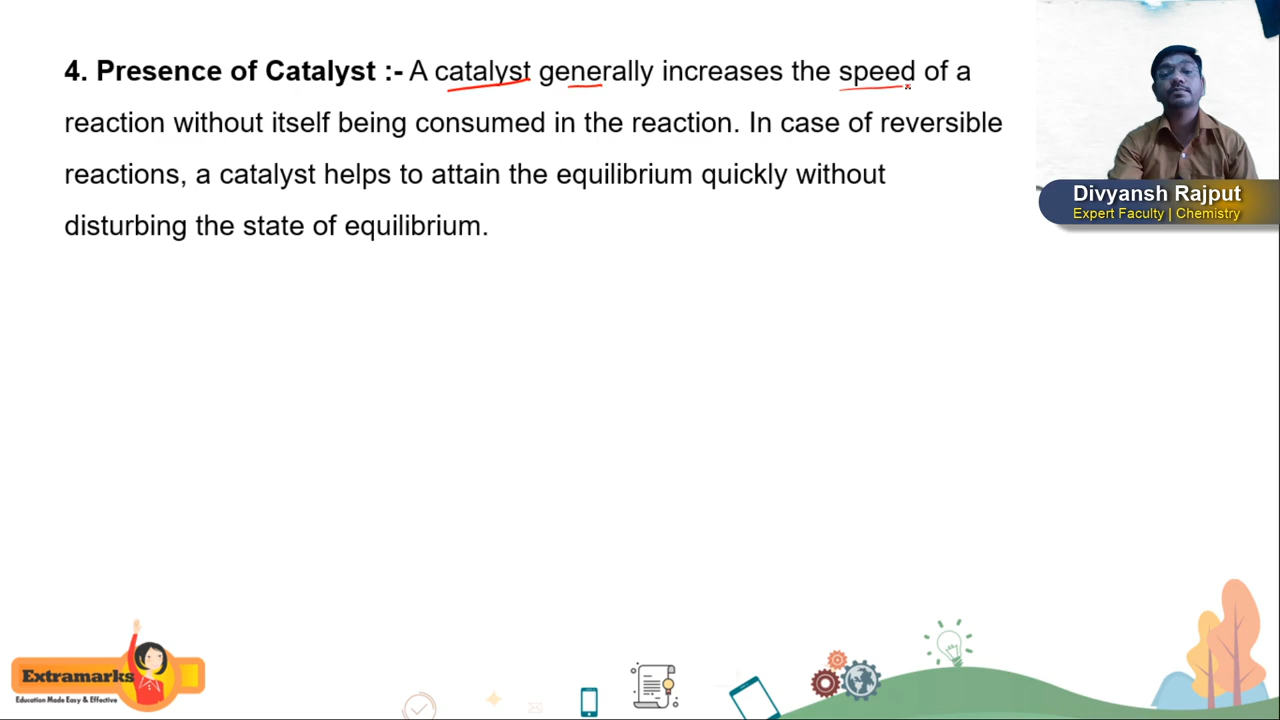 4. Presence of Catalyst :- A catalyst generally increases the speed of a
reaction without itself being consumed in the reaction. In case of reversible
reactions, a catalyst helps to attain the equilibrium quickly without
disturbing the state of equilibrium.
Divyansh Rajput
Expert Faculty | Chemistry
Extramarks
Education Made Easy & Effective